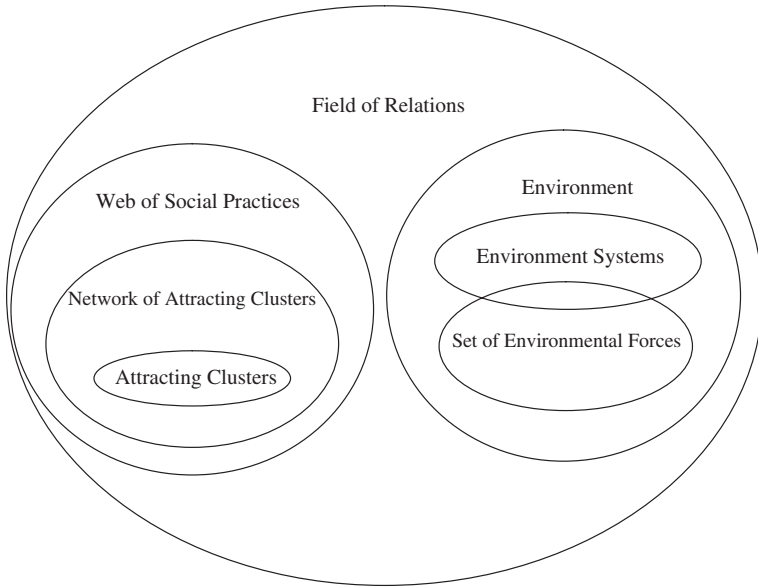 Field of Relations
Web of Social Practices
Network of Attracting Clusters
Attracting Clusters
Environment
Environment Systems
Set of Environmental Forces